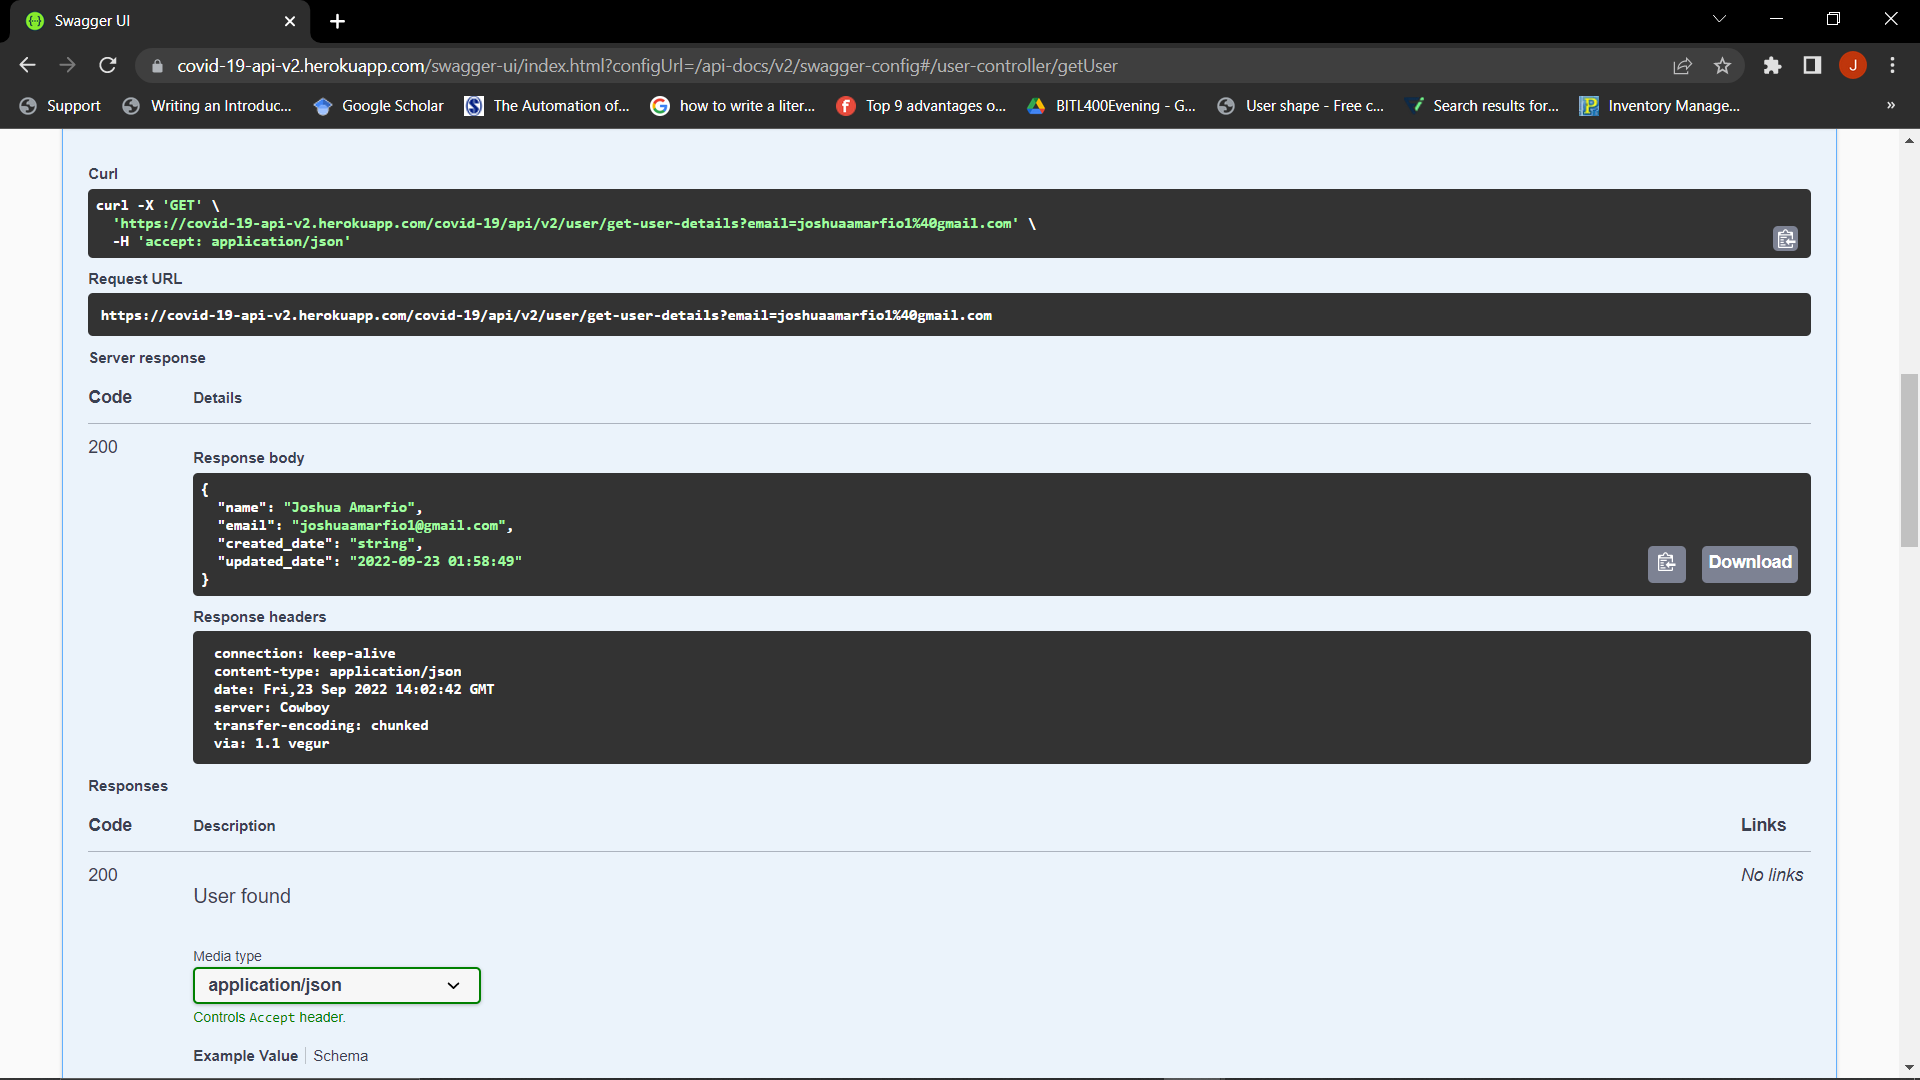 Swagger UI
covid-19-api-v2.herokuapp.com/swagger-ui/index.html?configUrl=/api-docs/v2/swagger-config#/user-controller/getUser
J
Support
Writing an Introduc...
Google Scholar
The Automation of...
how to write a liter...
Top 9 advantages o...
BITL400Evening - G...
User shape - Free c...
Search results for...
Inventory Manage...
»
Curl
curl -X 'GET' \
'https://covid-19-api-v2.herokuapp.com/covid-19/api/v2/user/get-user-details?email=joshuaamarfio1%40gmail.com' \
-H 'accept: application/json'
Request URL
https://covid-19-api-v2.herokuapp.com/covid-19/api/v2/user/get-user-details?email=joshuaamarfio1%40gmail.com
Server response
Code Details
200
Response body
{
"name": "Joshua Amarfio",
"email": "joshuaamarfio1@gmail.com",
"created_date": "string",
"updated_date": "2022-09-23 01:58:49"
}
Download
Response headers
connection: keep-alive
content-type: application/json
date: Fri,23 Sep 2022 14:02:42 GMT
server: Cowboy
transfer-encoding: chunked
via: 1.1 vegur
Responses
Code Description Links
200
User found
No links
Media type
application/json
Controls Accept header.
Example Value Schema